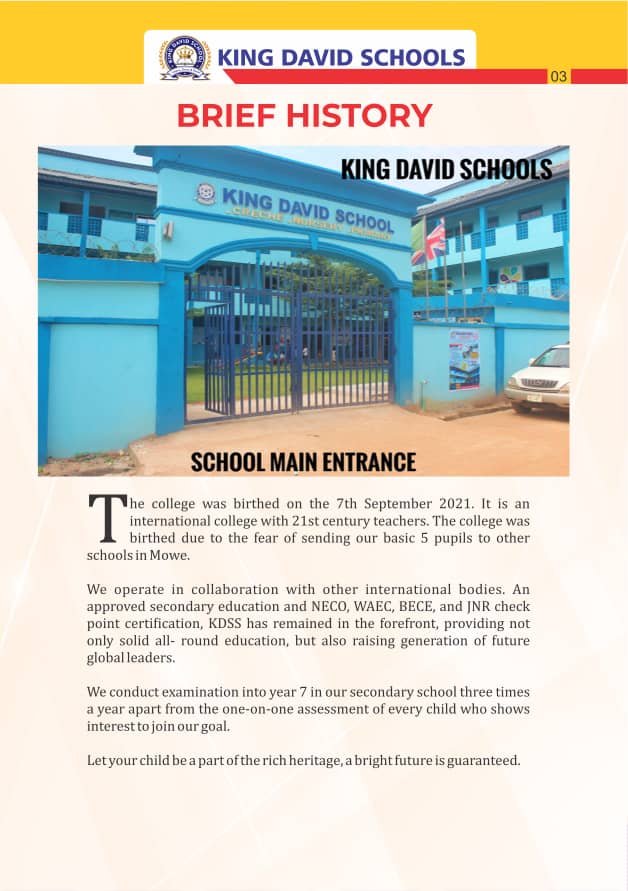 KING DAVID SCHOOLS
03
BRIEF HISTORY
KING DAVID SCHOOLS
KING DAVID SCHOOL
CRECHE NURSERY PRIMARY
SCHOOL MAIN ENTRANCE
The college was birthed on the 7th September 2021. It is an
international college with 21st century teachers. The college was
birthed due to the fear of sending our basic 5 pupils to other
schools in Mowe.
We operate in collaboration with other international bodies. An
approved secondary education and NECO, WAEC, BECE, and JNR check
point certification, KDSS has remained in the forefront, providing not
only solid all- round education, but also raising generation of future
global leaders.
We conduct examination into year 7 in our secondary school three times
a year apart from the one-on-one assessment of every child who shows
interest to join our goal.
Let your child be a part of the rich heritage, a bright future is guaranteed.